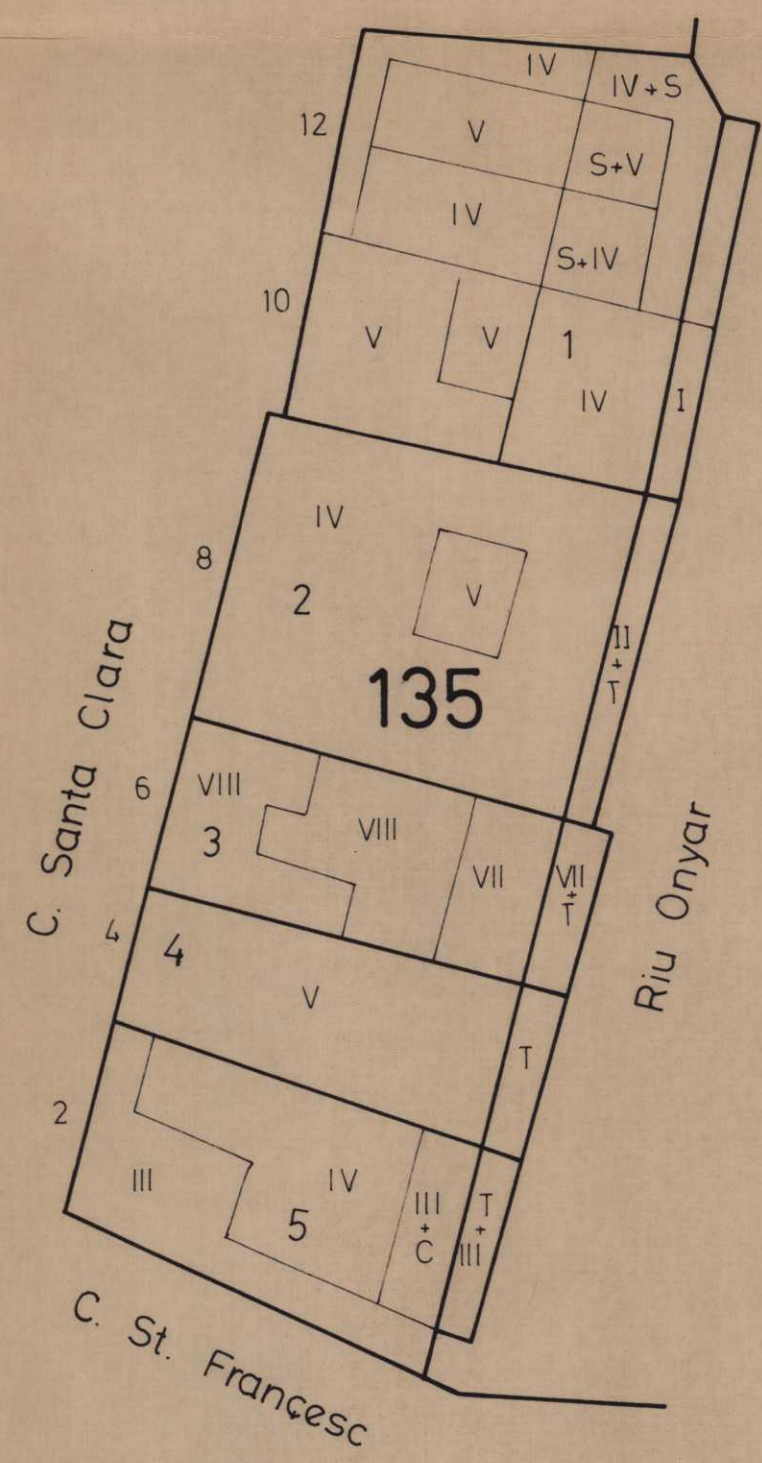 IV
IV+S
12
V
S+V
IV
S+IV
10
V
V
1
IV
I
IV
8
2
V
II
+
T
135
C. Santa Clara
6
VIII
3
VIII
VII
VII
+
T
Riu Onyar
4
4
V
T
2
III
IV
5
III
+
C
T
+
III
C. St. Françesc